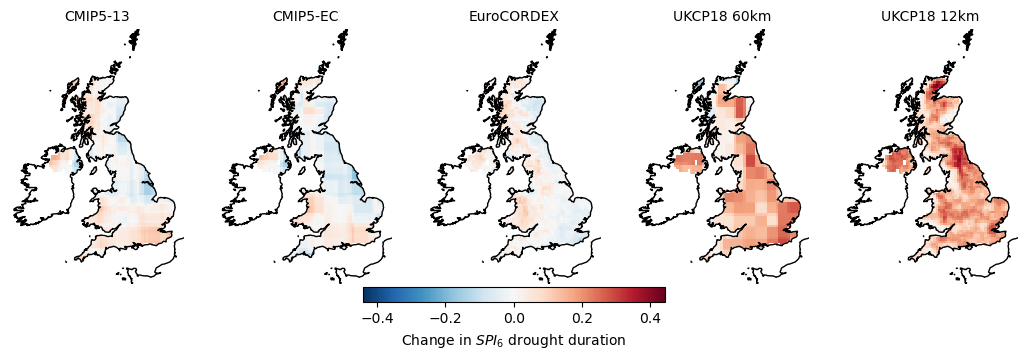 CMIP5-13 CMIP5-EC EuroCORDEX UKCP18 60km UKCP18 12km
−0.4 −0.2 0.0 0.2 0.4
Change in SPI₆ drought duration